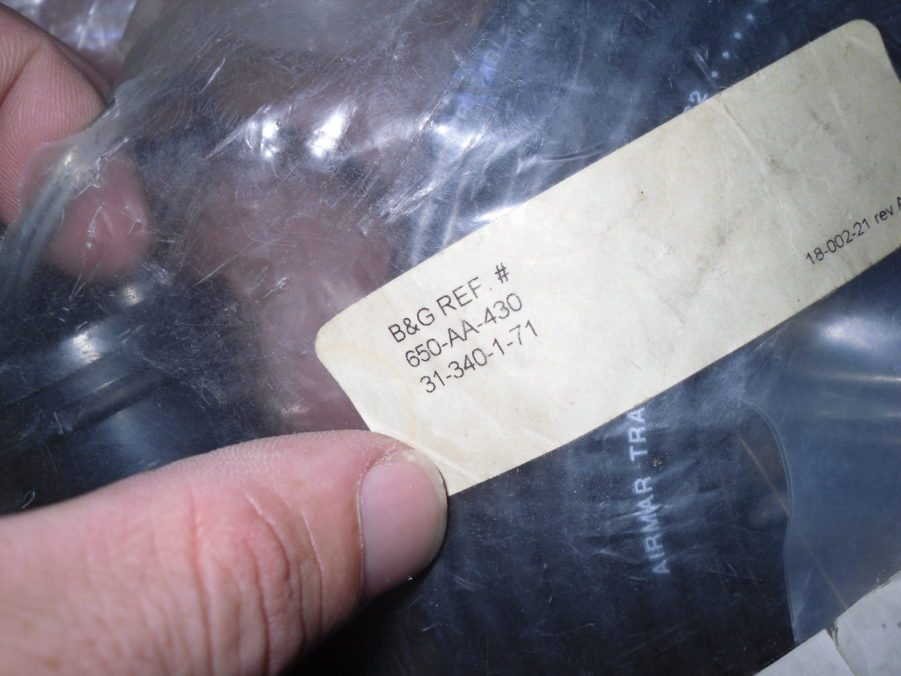 B&G REF. #
650-AA-430
31-340-1-71
18-002-21 rev A
AIRMAR TRA